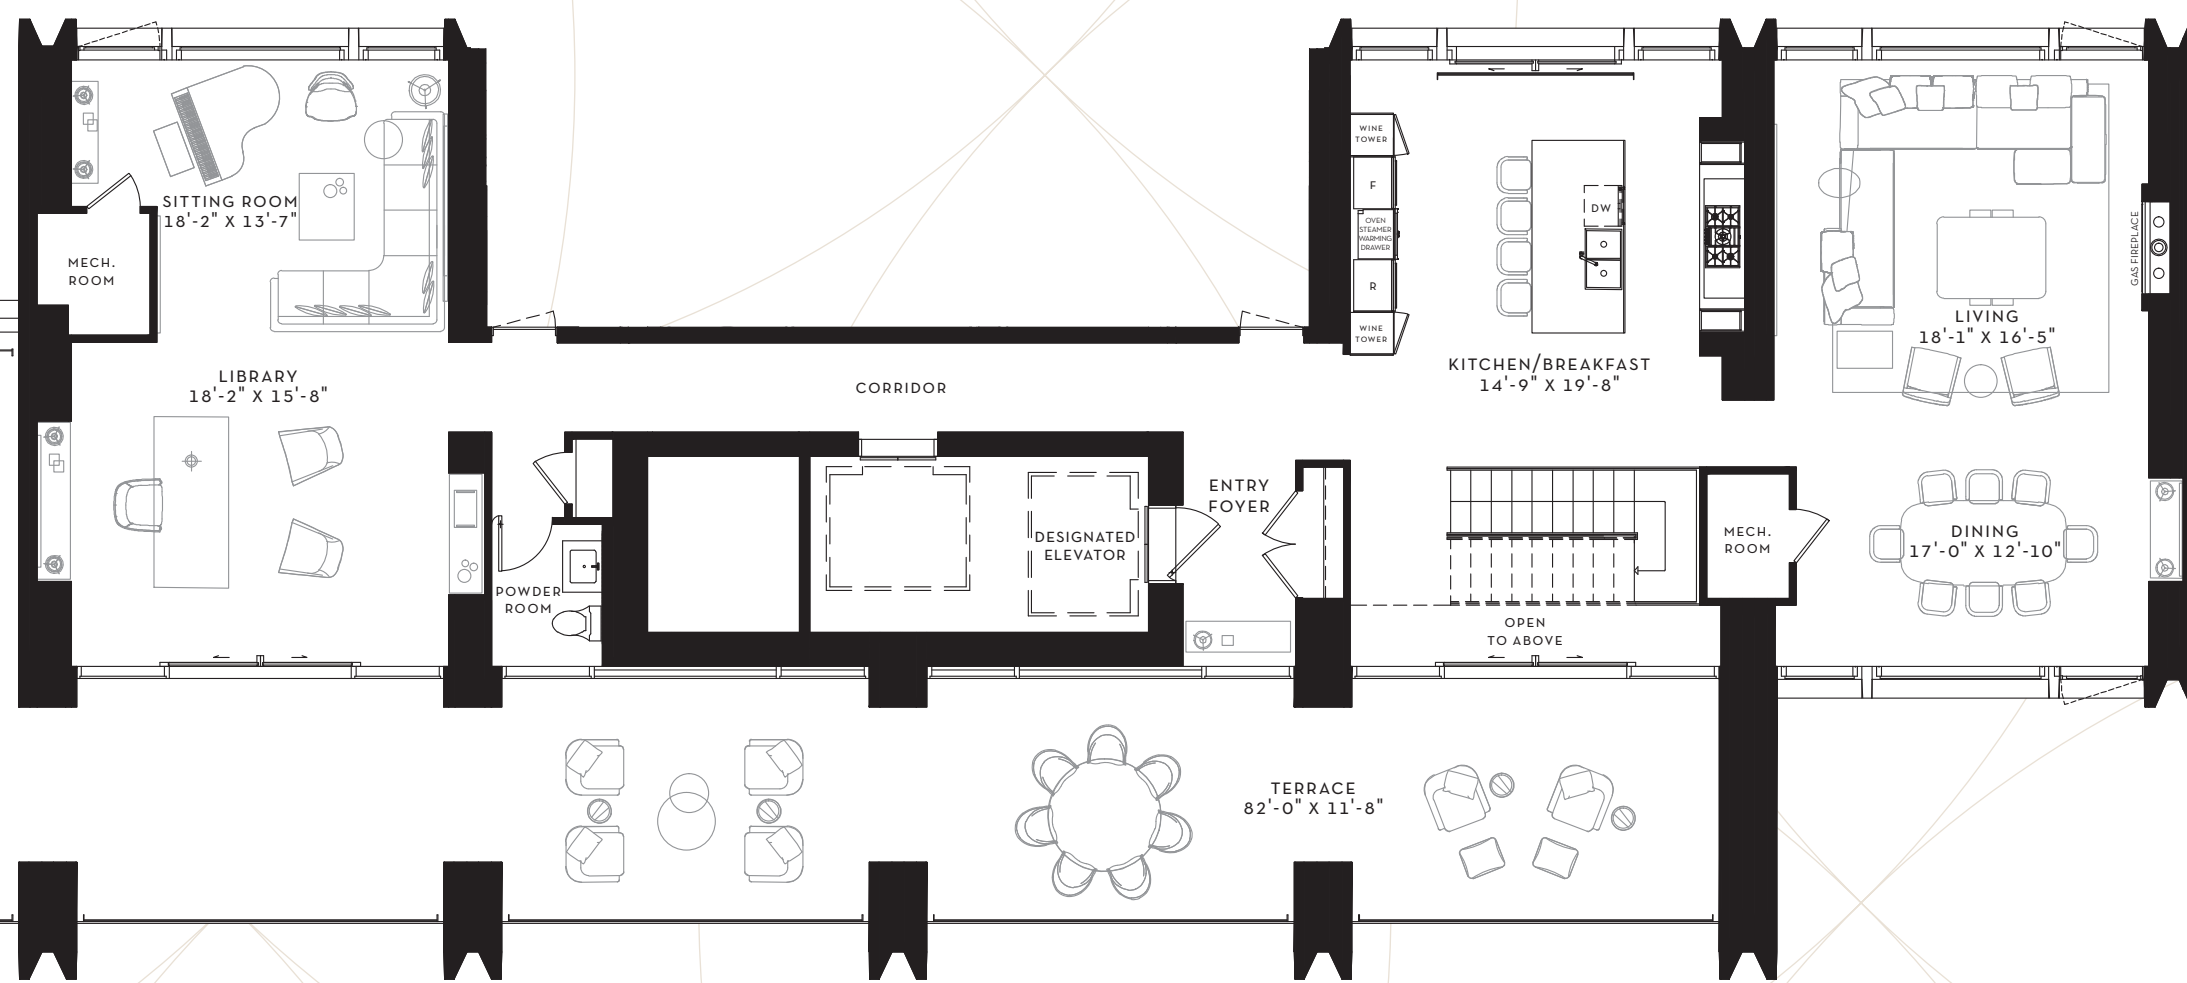 SITTING ROOM
18'-2" X 13'-7"
MECH.
ROOM
LIBRARY
18'-2" X 15'-8"
CORRIDOR
POWDER
ROOM
DESIGNATED
ELEVATOR
ENTRY
FOYER
WINE
TOWER
F
OVEN
STEAMER
WARMING
DRAWER
R
WINE
TOWER
DW
KITCHEN/BREAKFAST
14'-9" X 19'-8"
OPEN
TO ABOVE
MECH.
ROOM
LIVING
18'-1" X 16'-5"
GAS FIREPLACE
DINING
17'-0" X 12'-10"
TERRACE
82'-0" X 11'-8"